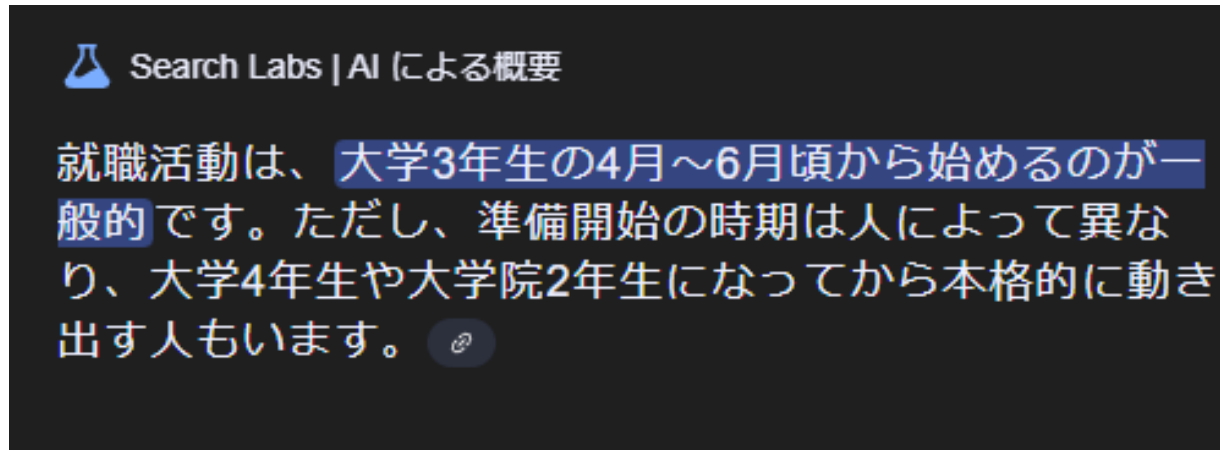 Search Labs | AI による概要
就職活動は、大学3年生の4月～6月頃から始めるのが一
般的です。ただし、準備開始の時期は人によって異な
り、大学4年生や大学院2年生になってから本格的に動き
出す人もいます。